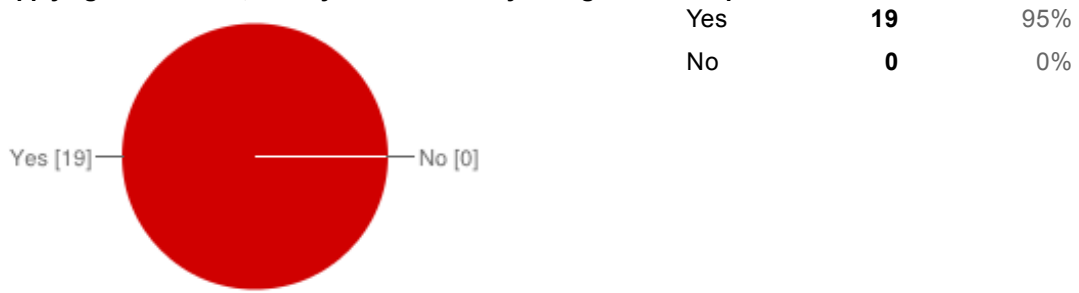 Yes 19 95%
No 0 0%
Yes [19]
No [0]